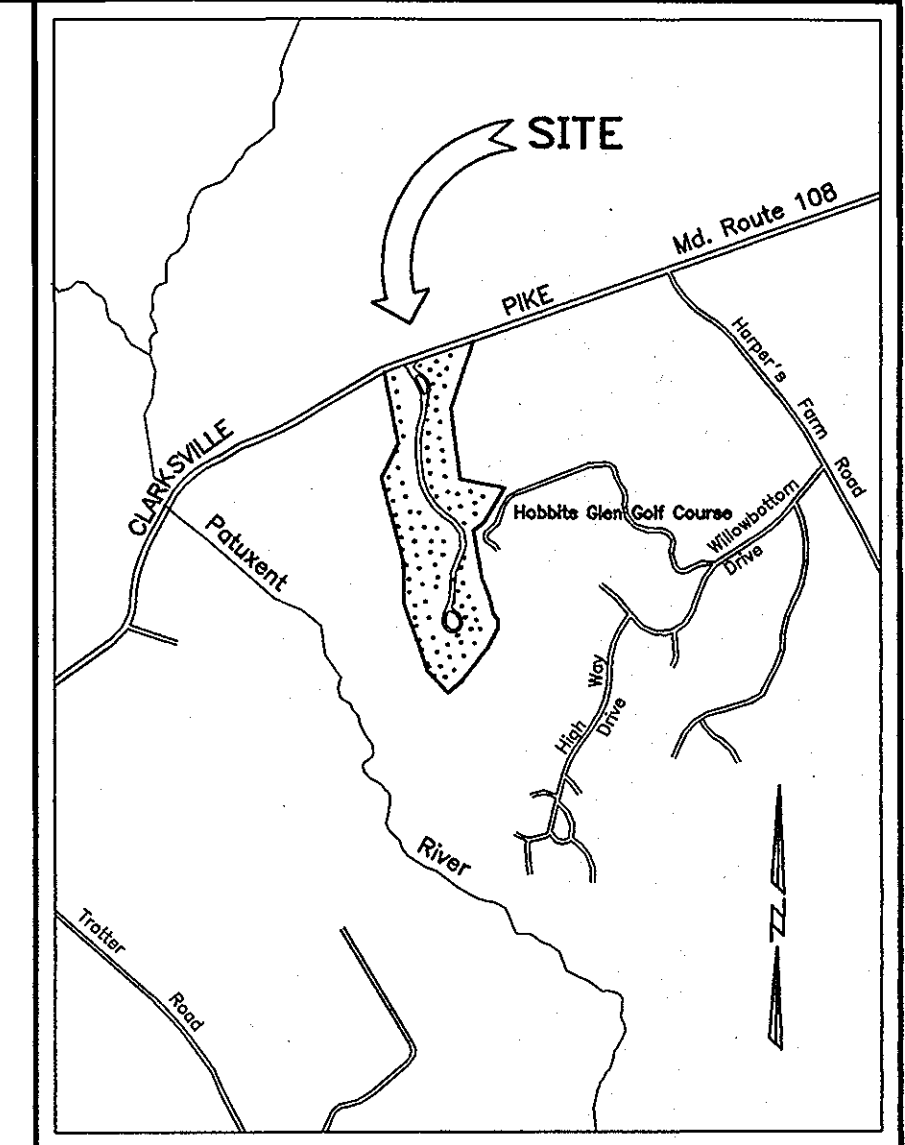 SITE
Md. Route 108
PIKE
CLARKSVILLE
Harper's Farm Road
Hobbits Glen Golf Course
Willowbottom
Drive
Patuxent
River
High Way
Drive
Trotter
Road
N